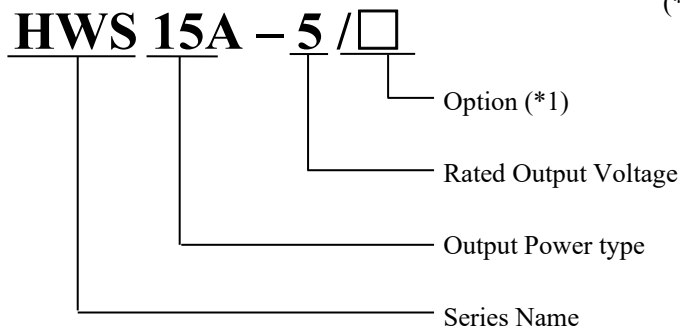 (*
HWS 15A – 5 / □
Option (*1)
Rated Output Voltage
Output Power type
Series Name